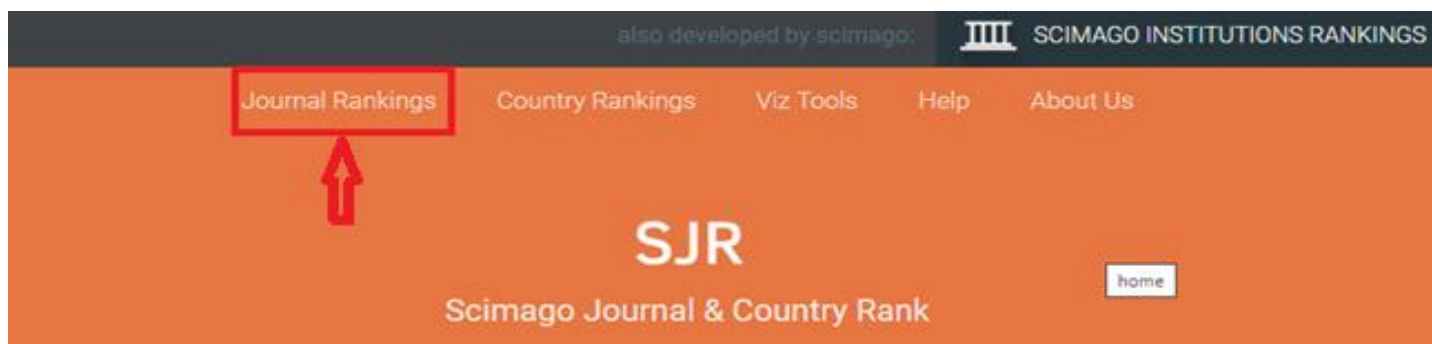 also developed by scimago: SCIMAGO INSTITUTIONS RANKINGS
Journal Rankings Country Rankings Viz Tools Help About Us
SJR
home
Scimago Journal & Country Rank